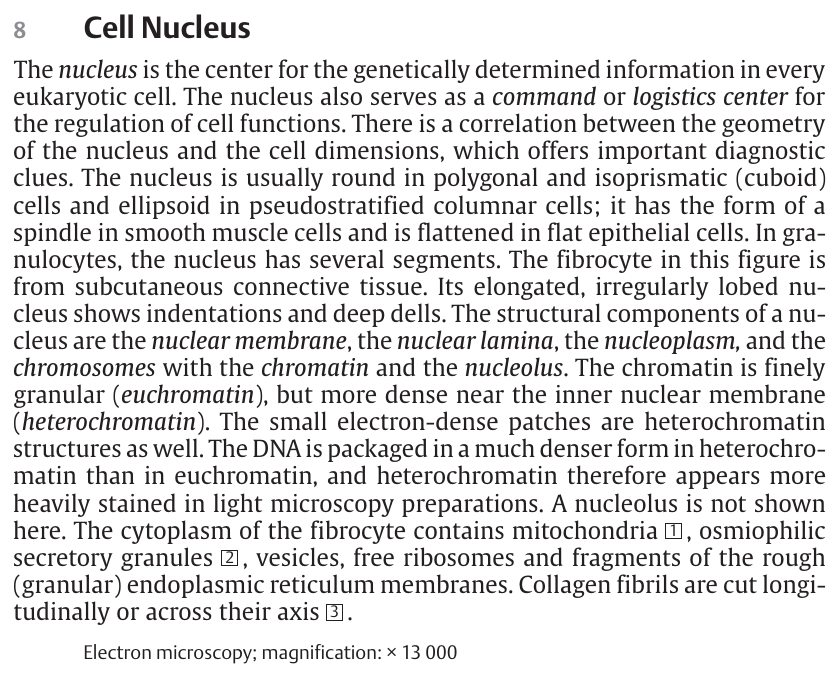 8 Cell Nucleus
The nucleus is the center for the genetically determined information in every
eukaryotic cell. The nucleus also serves as a command or logistics center for
the regulation of cell functions. There is a correlation between the geometry
of the nucleus and the cell dimensions, which offers important diagnostic
clues. The nucleus is usually round in polygonal and isoprismatic (cuboid)
cells and ellipsoid in pseudostratified columnar cells; it has the form of a
spindle in smooth muscle cells and is flattened in flat epithelial cells. In gra-
nulocytes, the nucleus has several segments. The fibrocyte in this figure is
from subcutaneous connective tissue. Its elongated, irregularly lobed nu-
cleus shows indentations and deep dells. The structural components of a nu-
cleus are the nuclear membrane, the nuclear lamina, the nucleoplasm, and the
chromosomes with the chromatin and the nucleolus. The chromatin is finely
granular (euchromatin), but more dense near the inner nuclear membrane
(heterochromatin). The small electron-dense patches are heterochromatin
structures as well. The DNA is packaged in a much denser form in heterochro-
matin than in euchromatin, and heterochromatin therefore appears more
heavily stained in light microscopy preparations. A nucleolus is not shown
here. The cytoplasm of the fibrocyte contains mitochondria 1, osmiophilic
secretory granules 2, vesicles, free ribosomes and fragments of the rough
(granular) endoplasmic reticulum membranes. Collagen fibrils are cut longi-
tudinally or across their axis 3.
Electron microscopy; magnification: × 13 000